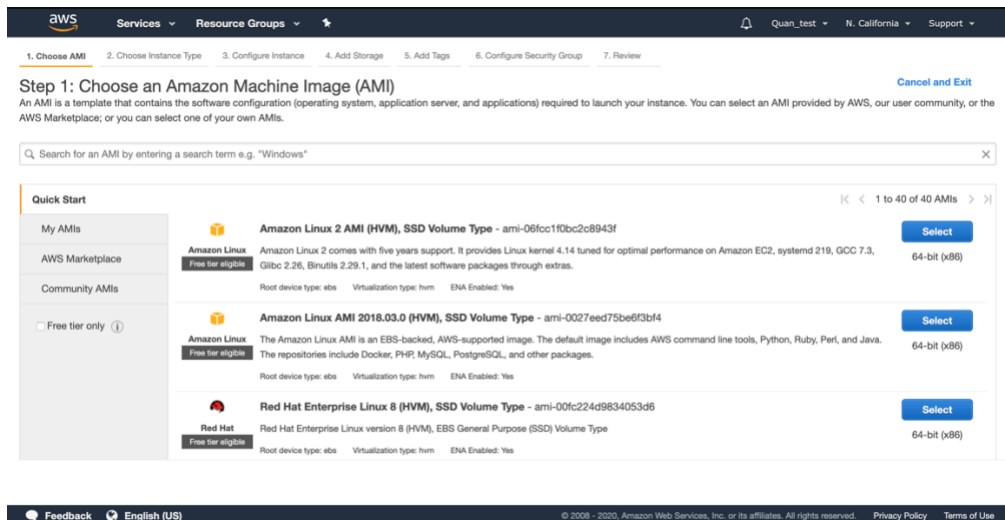 aws Services Resource Groups Quan_test N. California Support
1. Choose AMI 2. Choose Instance Type 3. Configure Instance 4. Add Storage 5. Add Tags 6. Configure Security Group 7. Review
Step 1: Choose an Amazon Machine Image (AMI)
Cancel and Exit
An AMI is a template that contains the software configuration (operating system, application server, and applications) required to launch your instance. You can select an AMI provided by AWS, our user community, or the
AWS Marketplace; or you can select one of your own AMIs.
Search for an AMI by entering a search term e.g. "Windows"
Quick Start
1 to 40 of 40 AMIs
My AMIs
AWS Marketplace
Community AMIs
Free tier only
Amazon Linux
Free tier eligible
Amazon Linux 2 AMI (HVM), SSD Volume Type - ami-06fcc1f0bc2c8943f
Amazon Linux 2 comes with five years support. It provides Linux kernel 4.14 tuned for optimal performance on Amazon EC2, systemd 219, GCC 7.3,
Glibc 2.26, Binutils 2.29.1, and the latest software packages through extras.
Root device type: ebs Virtualization type: hvm ENA Enabled: Yes
Select
64-bit (x86)
Amazon Linux
Free tier eligible
Amazon Linux AMI 2018.03.0 (HVM), SSD Volume Type - ami-0027eed75be6f3bf4
The Amazon Linux AMI is an EBS-backed, AWS-supported image. The default image includes AWS command line tools, Python, Ruby, Perl, and Java.
The repositories include Docker, PHP, MySQL, PostgreSQL, and other packages.
Root device type: ebs Virtualization type: hvm ENA Enabled: Yes
Select
64-bit (x86)
Red Hat
Free tier eligible
Red Hat Enterprise Linux 8 (HVM), SSD Volume Type - ami-00fc224d9834053d6
Red Hat Enterprise Linux version 8 (HVM), EBS General Purpose (SSD) Volume Type
Root device type: ebs Virtualization type: hvm ENA Enabled: Yes
Select
64-bit (x86)
Feedback English (US) © 2008 - 2020, Amazon Web Services, Inc. or its affiliates. All rights reserved. Privacy Policy Terms of Use